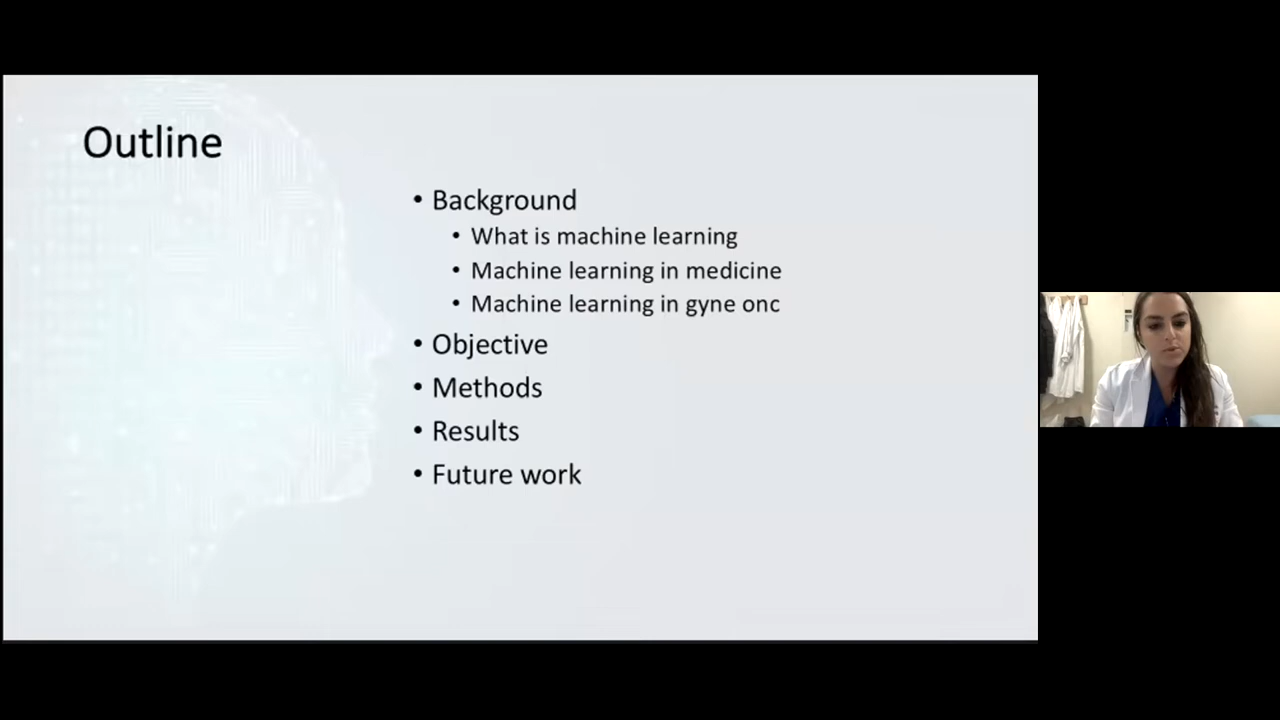 Outline
• Background
• What is machine learning
• Machine learning in medicine
• Machine learning in gyne onc
• Objective
• Methods
• Results
• Future work